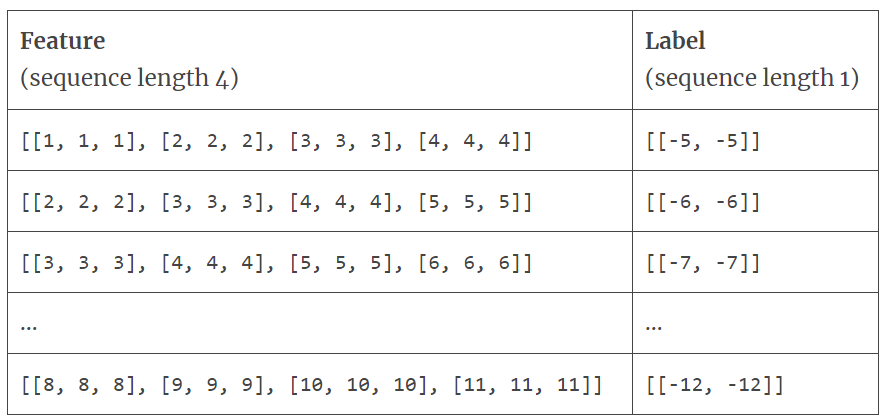 Feature
(sequence length 4)
Label
(sequence length 1)
[[1, 1, 1], [2, 2, 2], [3, 3, 3], [4, 4, 4]]
[[-5, -5]]
[[2, 2, 2], [3, 3, 3], [4, 4, 4], [5, 5, 5]]
[[-6, -6]]
[[3, 3, 3], [4, 4, 4], [5, 5, 5], [6, 6, 6]]
[[-7, -7]]
...
...
[[8, 8, 8], [9, 9, 9], [10, 10, 10], [11, 11, 11]]
[[-12, -12]]